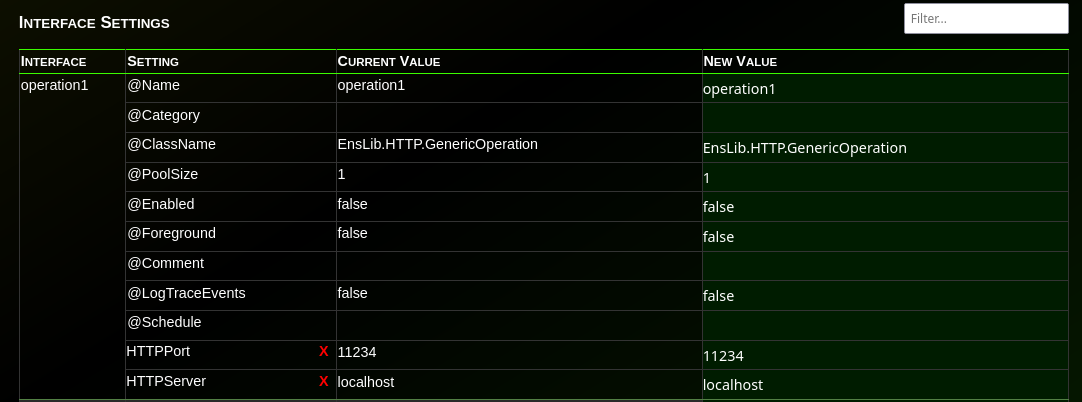 Interface Settings
Filter...
Interface Setting Current Value New Value
operation1 @Name operation1 operation1
@Category
@ClassName EnsLib.HTTP.GenericOperation EnsLib.HTTP.GenericOperation
@PoolSize 1 1
@Enabled false false
@Foreground false false
@Comment
@LogTraceEvents false false
@Schedule
HTTPPort X 11234 11234
HTTPServer X localhost localhost